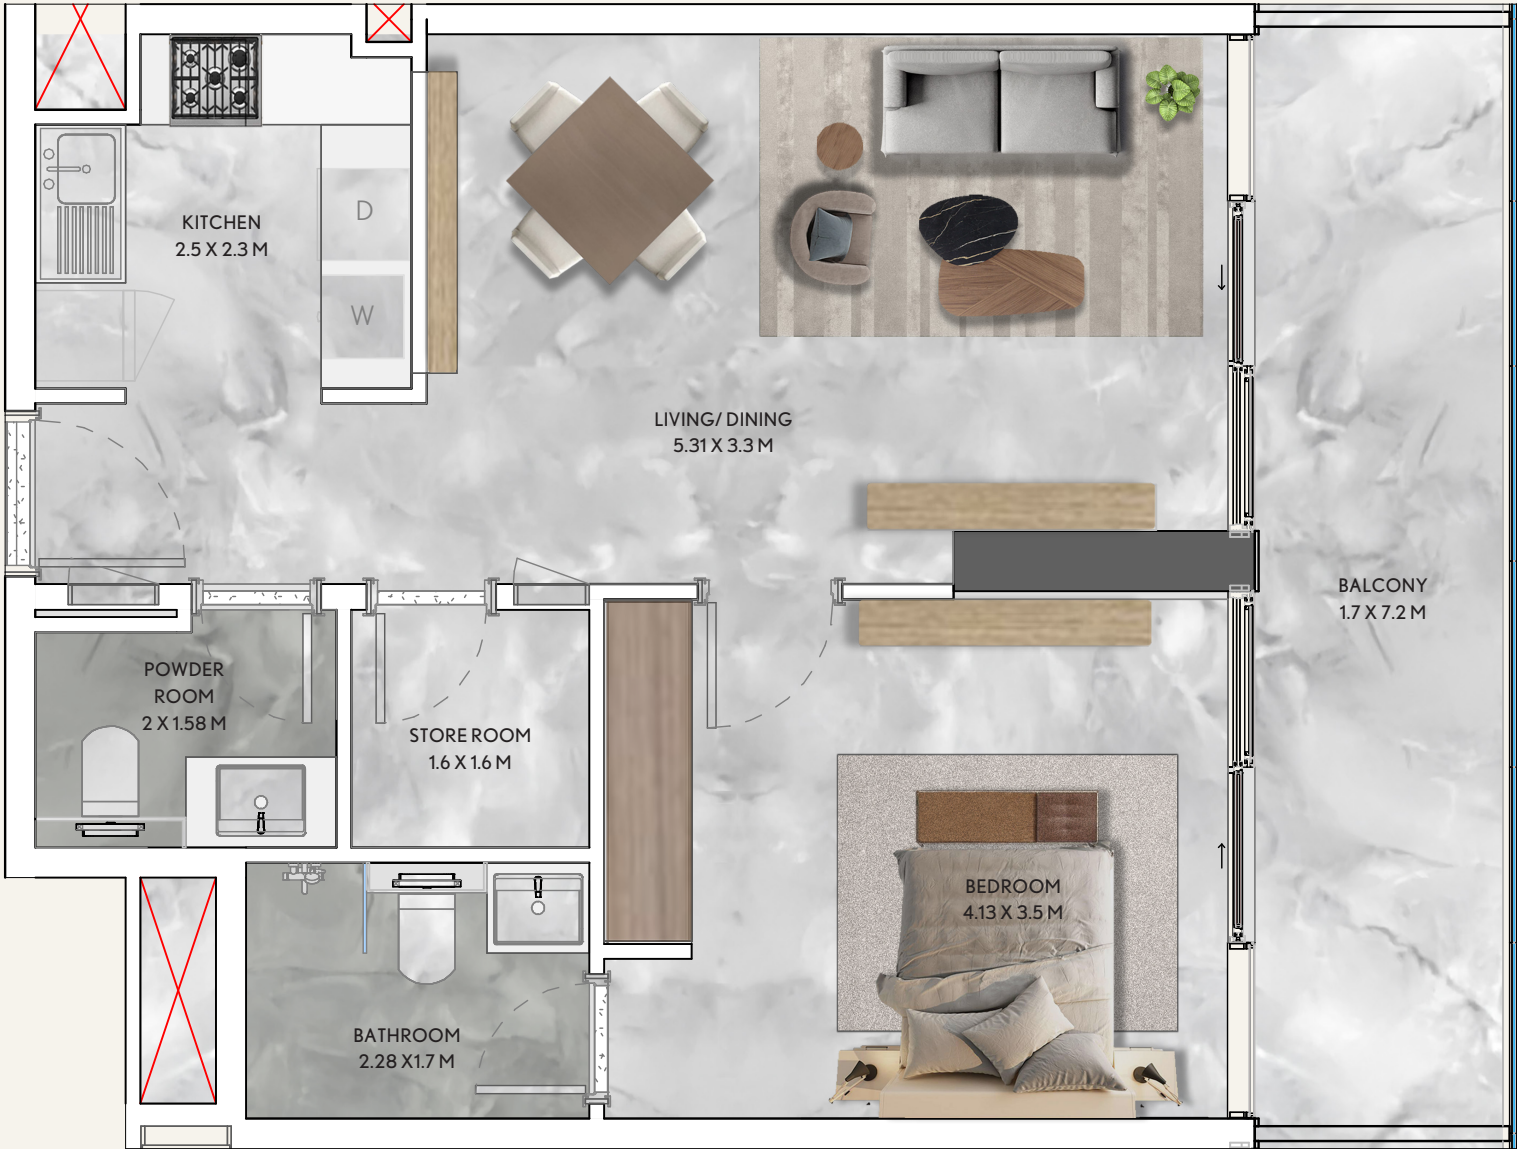 KITCHEN
2.5 X 2.3 M
D
W
LIVING/ DINING
5.31 X 3.3 M
BALCONY
1.7 X 7.2 M
POWDER
ROOM
2 X 1.58 M
STORE ROOM
1.6 X 1.6 M
BEDROOM
4.13 X 3.5 M
BATHROOM
2.28 X1.7 M